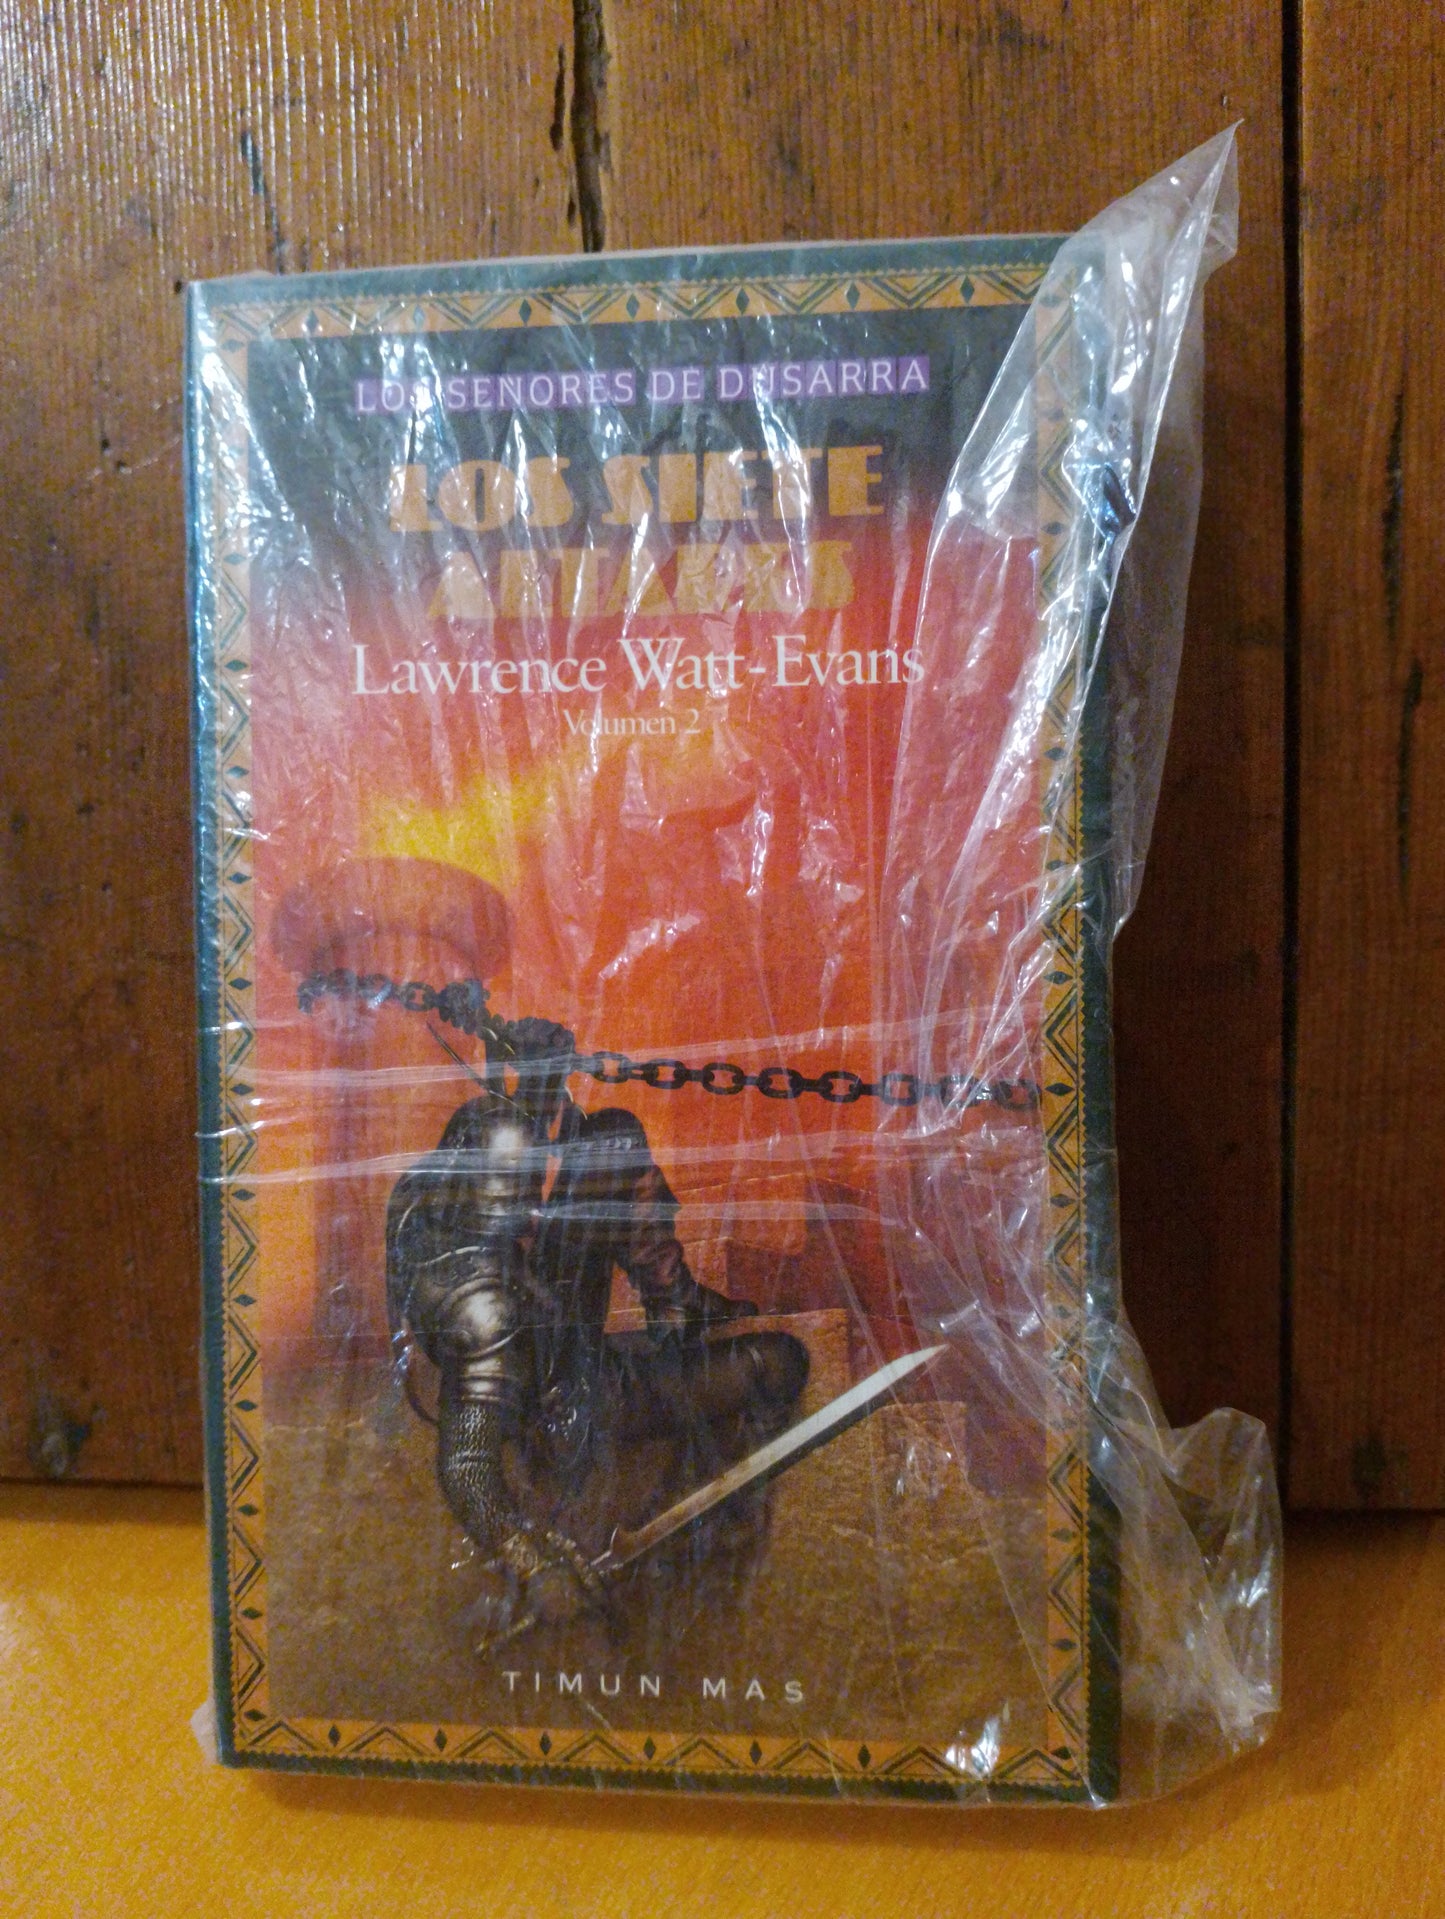 LOS SEÑORES DE DUSARRA
LOS SIETE
ALTARES
Lawrence Watt-Evans
Volumen 2
TIMUN MAS